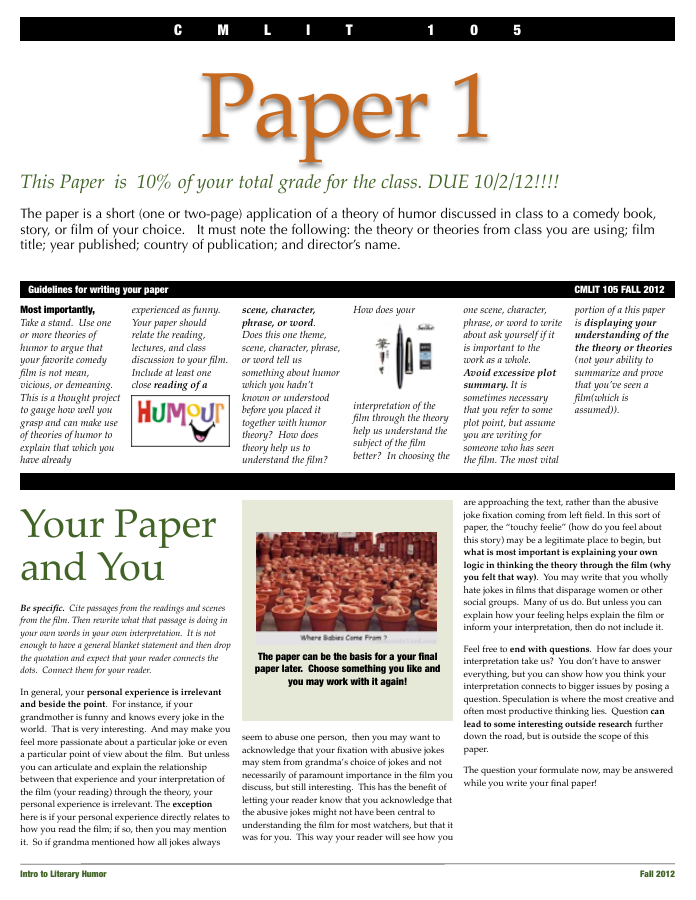 CMLIT 105
Paper 1
This Paper is 10% of your total grade for the class. DUE 10/2/12!!!!
The paper is a short (one or two-page) application of a theory of humor discussed in class to a comedy book,
story, or film of your choice. It must note the following: the theory or theories from class you are using; film
title; year published; country of publication; and director's name.
Guidelines for writing your paper
CMLIT 105 FALL 2012
Most importantly,
Take a stand. Use one
or more theories of
humor to argue that
your favorite comedy
film is not mean,
vicious, or demeaning.
This is a thought project
to gauge how well you
grasp and can make use
of theories of humor to
explain that which you
have already
experienced as funny.
Your paper should
relate the reading,
lectures, and class
discussion to your film.
Include at least one
close reading of a
HUMOUR
scene, character,
phrase, or word.
Does this one theme,
scene, character, phrase,
or word tell us
something about humor
which you hadn't
known or understood
before you placed it
together with humor
theory? How does
theory help us to
understand the film?
How does your
interpretation of the
film through the theory
help us understand the
subject of the film
better? In choosing the
one scene, character,
phrase, or word to write
about ask yourself if it
is important to the
work as a whole.
Avoid excessive plot
summary. It is
sometimes necessary
that you refer to some
plot point, but assume
you are writing for
someone who has seen
the film. The most vital
portion of a this paper
is displaying your
understanding of the
the theory or theories
(not your ability to
summarize and prove
that you've seen a
film(which is
assumed)).
Your Paper
and You
Be specific. Cite passages from the readings and scenes
from the film. Then rewrite what that passage is doing in
your own words in your own interpretation. It is not
enough to have a general blanket statement and then drop
the quotation and expect that your reader connects the
dots. Connect them for your reader.
In general, your personal experience is irrelevant
and beside the point. For instance, if your
grandmother is funny and knows every joke in the
world. That is very interesting. And may make you
feel more passionate about a particular joke or even
a particular point of view about the film. But unless
you can articulate and explain the relationship
between that experience and your interpretation of
the film (your reading) through the theory, your
personal experience is irrelevant. The exception
here is if your personal experience directly relates to
how you read the film; if so, then you may mention
it. So if grandma mentioned how all jokes always
Where Babies Come From ?
The paper can be the basis for a your final
paper later. Choose something you like and
you may work with it again!
seem to abuse one person, then you may want to
acknowledge that your fixation with abusive jokes
may stem from grandma's choice of jokes and not
necessarily of paramount importance in the film you
discuss, but still interesting. This has the benefit of
letting your reader know that you acknowledge that
the abusive jokes might not have been central to
understanding the film for most watchers, but that it
was for you. This way your reader will see how you
are approaching the text, rather than the abusive
joke fixation coming from left field. In this sort of
paper, the "touchy feelie" (how do you feel about
this story) may be a legitimate place to begin, but
what is most important is explaining your own
logic in thinking the theory through the film (why
you felt that way). You may write that you wholly
hate jokes in films that disparage women or other
social groups. Many of us do. But unless you can
explain how your feeling helps explain the film or
inform your interpretation, then do not include it.
Feel free to end with questions. How far does your
interpretation take us? You don't have to answer
everything, but you can show how you think your
interpretation connects to bigger issues by posing a
question. Speculation is where the most creative and
often most productive thinking lies. Question can
lead to some interesting outside research further
down the road, but is outside the scope of this
paper.
The question your formulate now, may be answered
while you write your final paper!
Intro to Literary Humor
Fall 2012